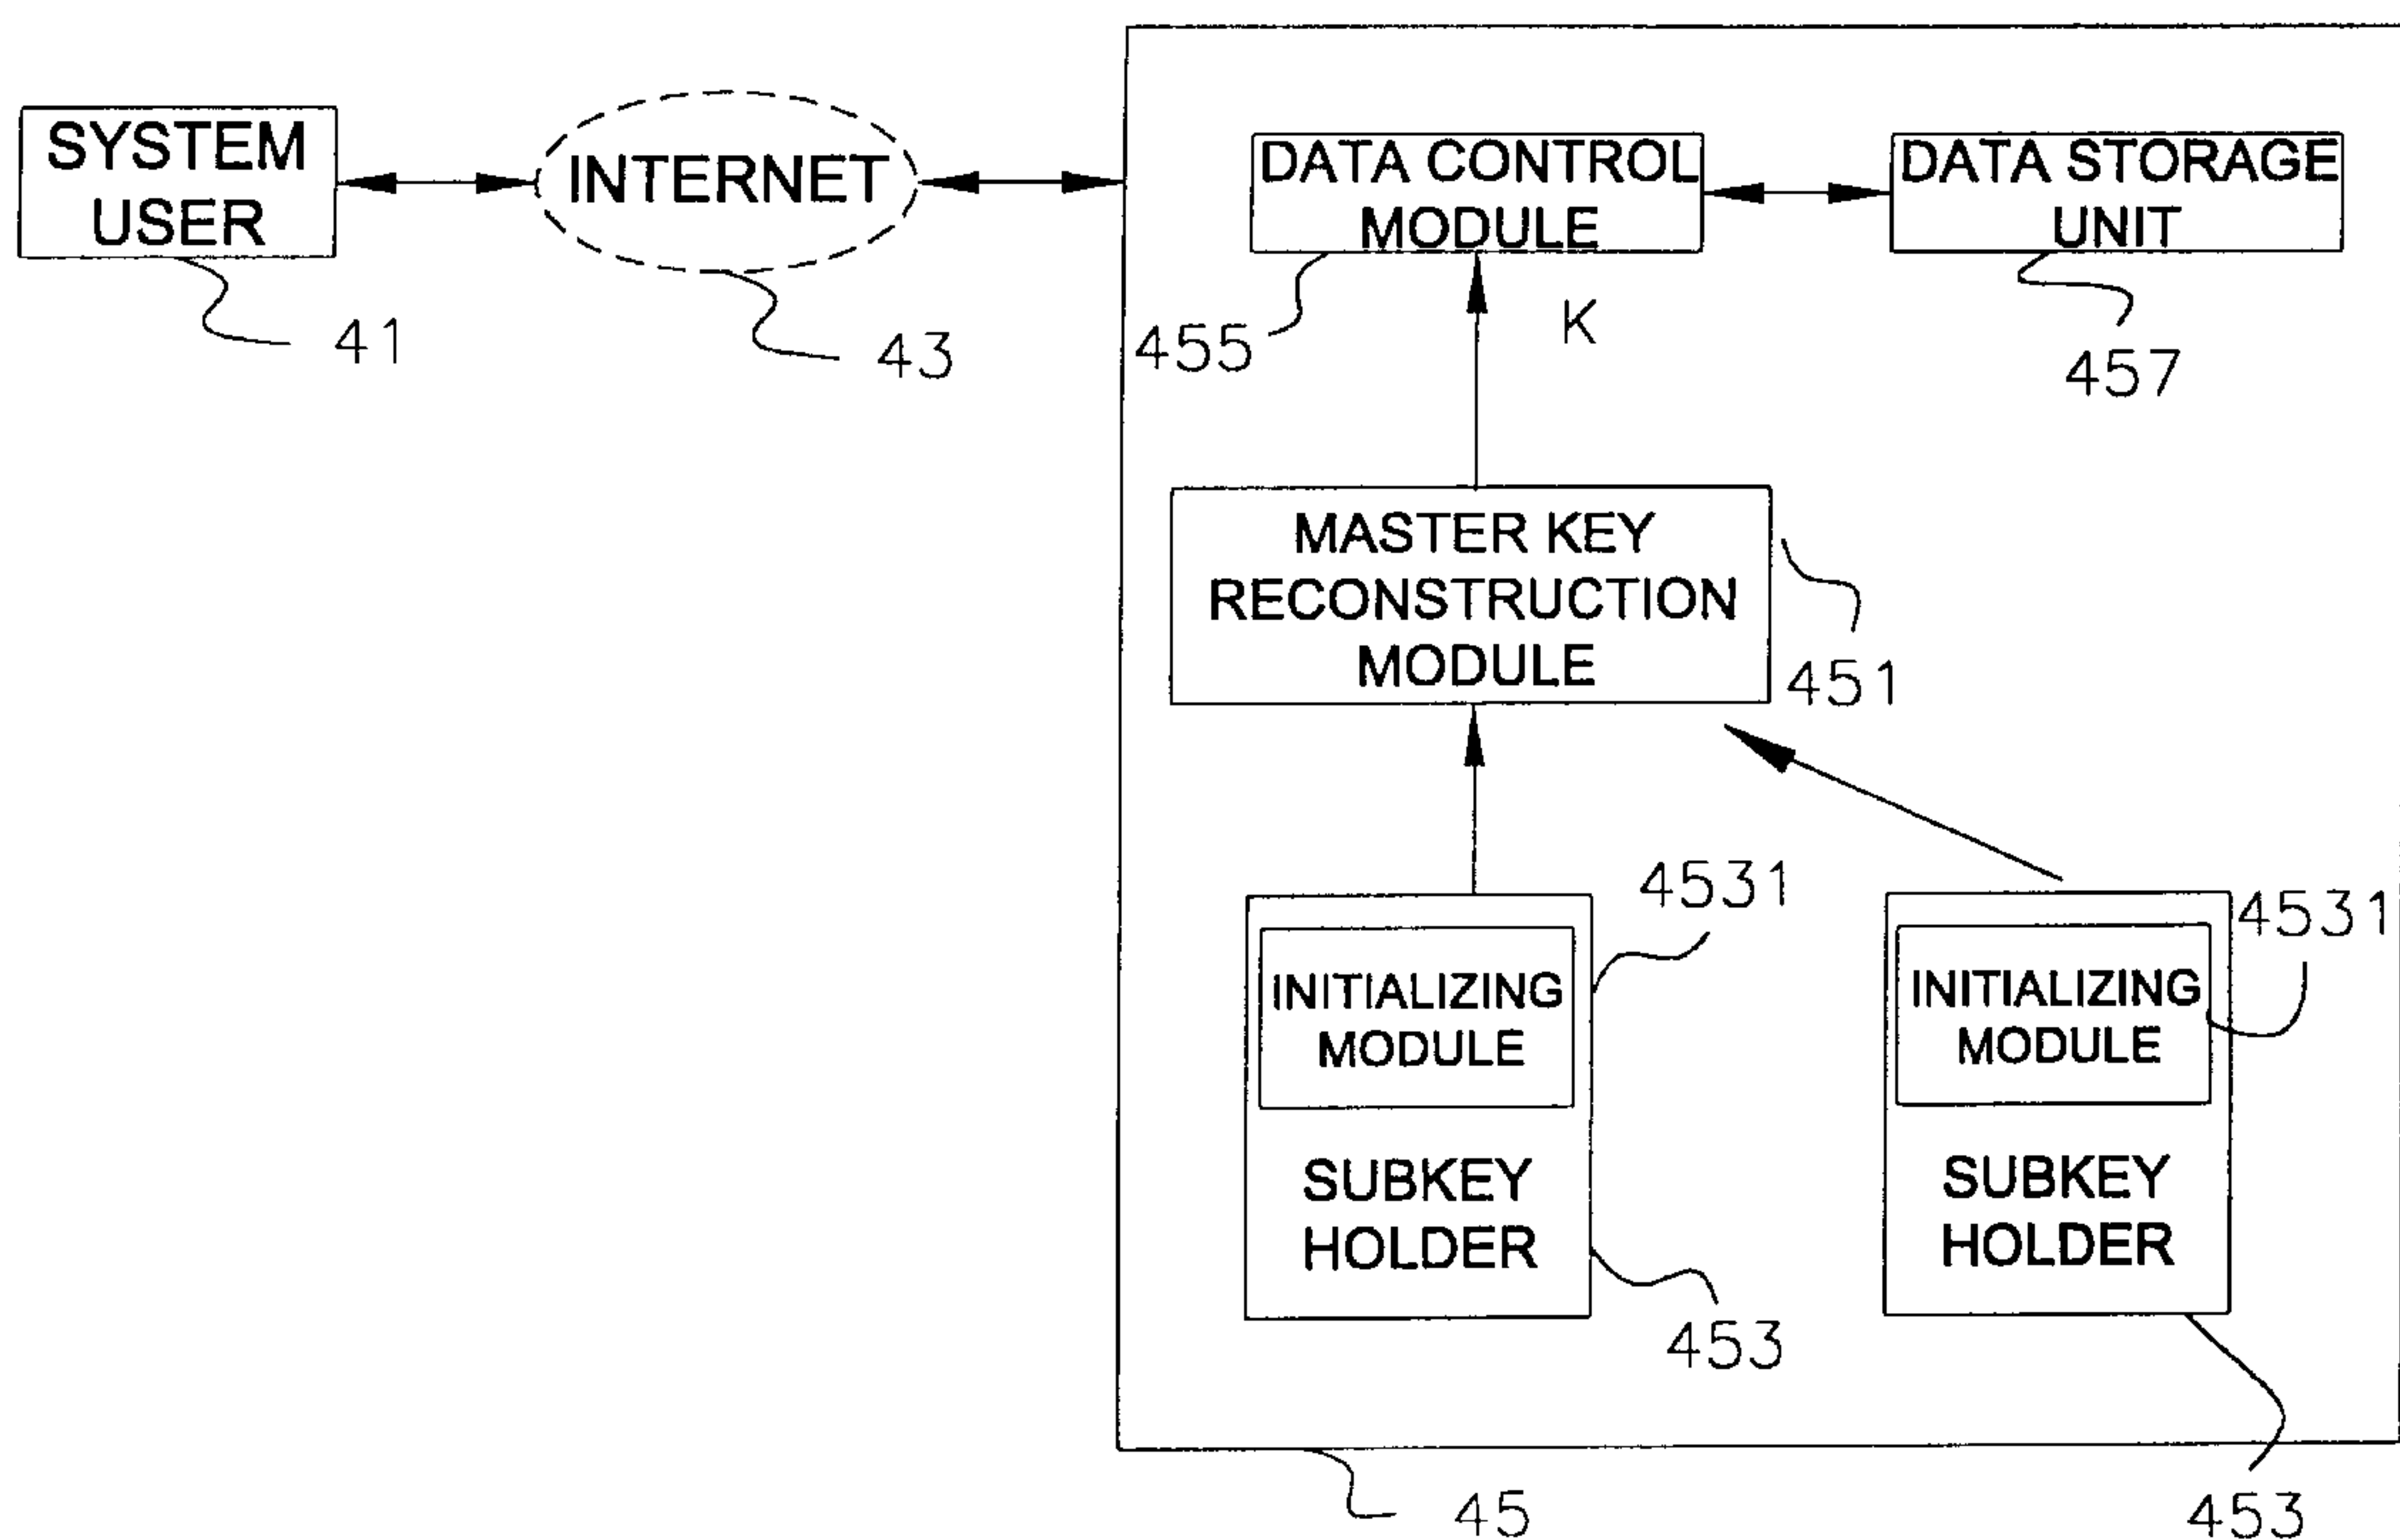 SYSTEM
USER
41
INTERNET
43
DATA CONTROL
MODULE
455
K
DATA STORAGE
UNIT
457
MASTER KEY
RECONSTRUCTION
MODULE
451
4531
INITIALIZING
MODULE
SUBKEY
HOLDER
453
4531
INITIALIZING
MODULE
SUBKEY
HOLDER
453
45